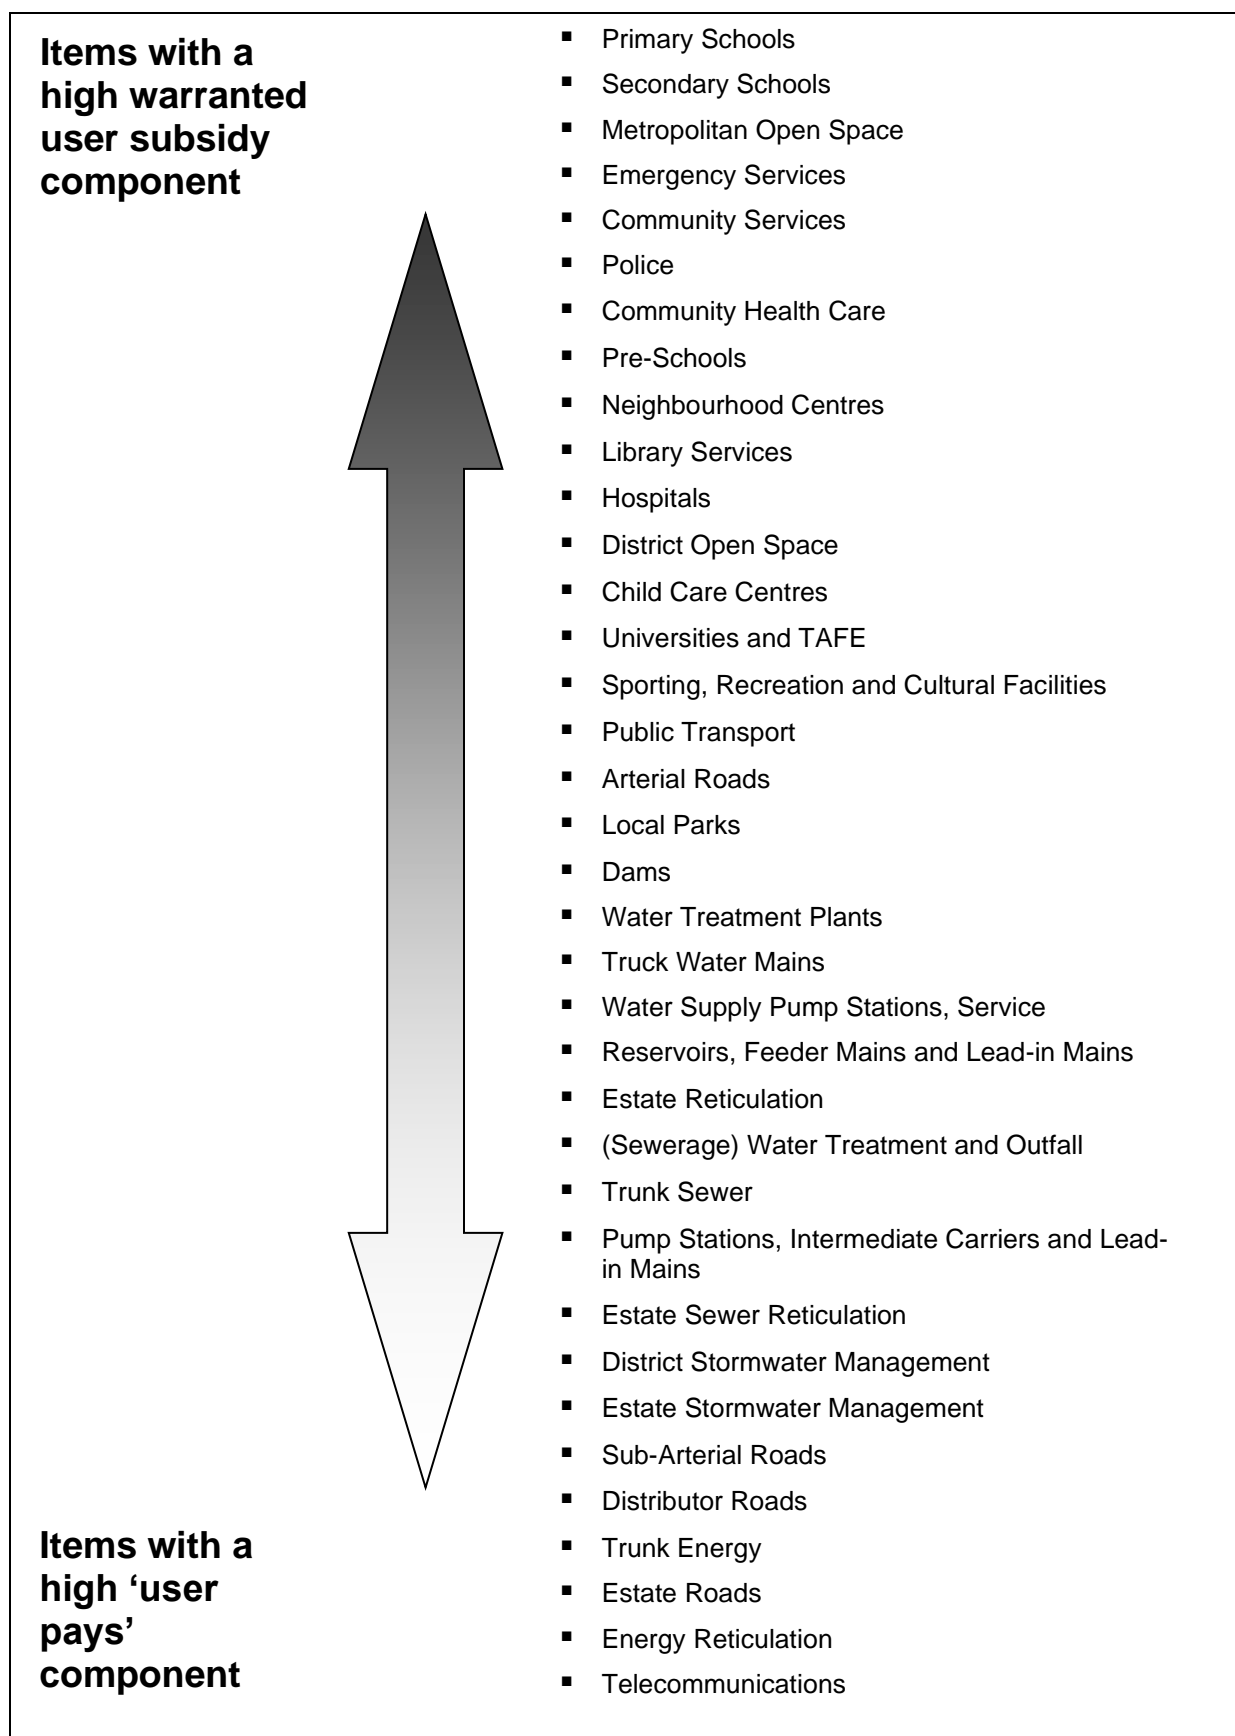 Items with a
high warranted
user subsidy
component
▪ Primary Schools
▪ Secondary Schools
▪ Metropolitan Open Space
▪ Emergency Services
▪ Community Services
▪ Police
▪ Community Health Care
▪ Pre-Schools
▪ Neighbourhood Centres
▪ Library Services
▪ Hospitals
▪ District Open Space
▪ Child Care Centres
▪ Universities and TAFE
▪ Sporting, Recreation and Cultural Facilities
▪ Public Transport
▪ Arterial Roads
▪ Local Parks
▪ Dams
▪ Water Treatment Plants
▪ Truck Water Mains
▪ Water Supply Pump Stations, Service
▪ Reservoirs, Feeder Mains and Lead-in Mains
▪ Estate Reticulation
▪ (Sewerage) Water Treatment and Outfall
▪ Trunk Sewer
▪ Pump Stations, Intermediate Carriers and Lead-
in Mains
▪ Estate Sewer Reticulation
▪ District Stormwater Management
▪ Estate Stormwater Management
▪ Sub-Arterial Roads
▪ Distributor Roads
▪ Trunk Energy
▪ Estate Roads
▪ Energy Reticulation
▪ Telecommunications
Items with a
high ‘user
pays’
component